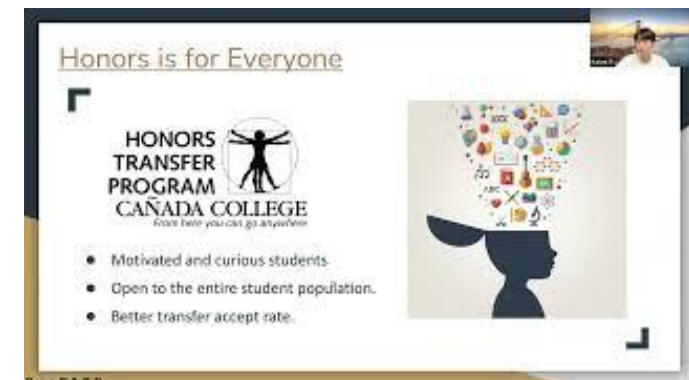 Honors is for Everyone
HONORS
TRANSFER
PROGRAM
CAÑADA COLLEGE
From here you can go anywhere
Motivated and curious students
Open to the entire student population.
Better transfer accept rate.
ABC